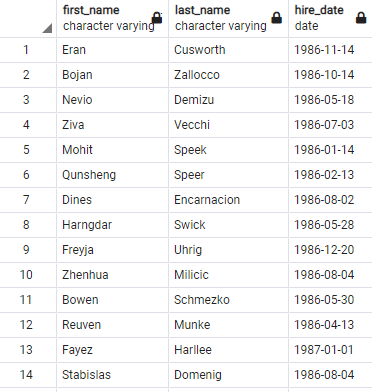 first_name last_name hire_date
character varying character varying date
1 Eran Cusworth 1986-11-14
2 Bojan Zallocco 1986-10-14
3 Nevio Demizu 1986-05-18
4 Ziva Vecchi 1986-07-03
5 Mohit Speek 1986-01-14
6 Qunsheng Speer 1986-02-13
7 Dines Encarnacion 1986-08-02
8 Harngdar Swick 1986-05-28
9 Freyja Uhrig 1986-12-20
10 Zhenhua Milicic 1986-08-04
11 Bowen Schmezko 1986-05-30
12 Reuven Munke 1986-04-13
13 Fayez Harllee 1987-01-01
14 Stabislas Domenig 1986-08-04